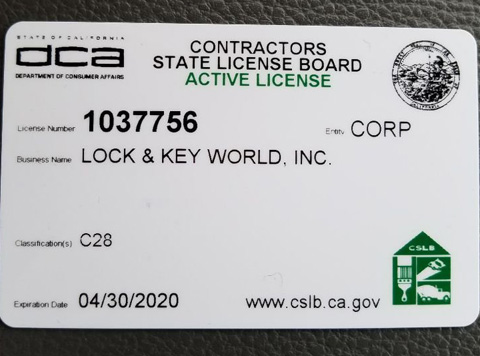 STATE OF CALIFORNIA
dca
DEPARTMENT OF CONSUMER AFFAIRS
CONTRACTORS
STATE LICENSE BOARD
ACTIVE LICENSE
License Number 1037756 Entity CORP
Business Name LOCK & KEY WORLD, INC.
Classification(s) C28
CSLB
Expiration Date 04/30/2020 www.cslb.ca.gov